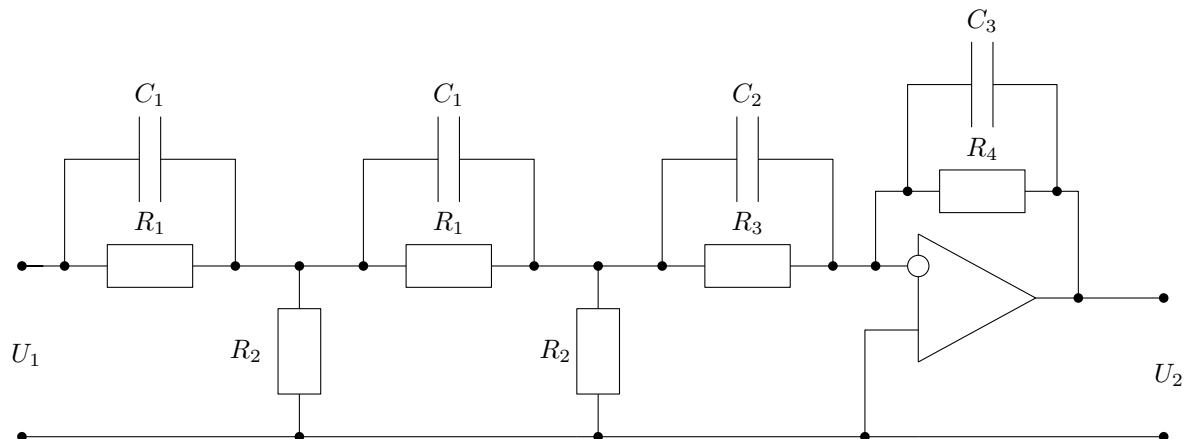 C₃
C₁
C₁
C₂
R₄
R₁
R₁
R₃
R₂
R₂
U₁
U₂